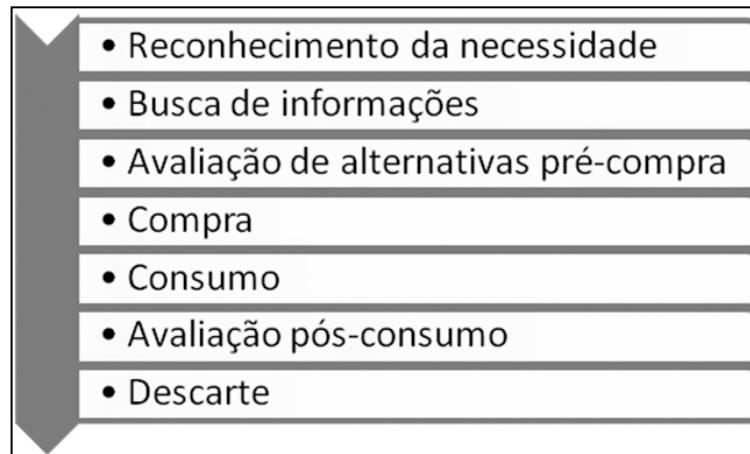 • Reconhecimento da necessidade
• Busca de informações
• Avaliação de alternativas pré-compra
• Compra
• Consumo
• Avaliação pós-consumo
• Descarte